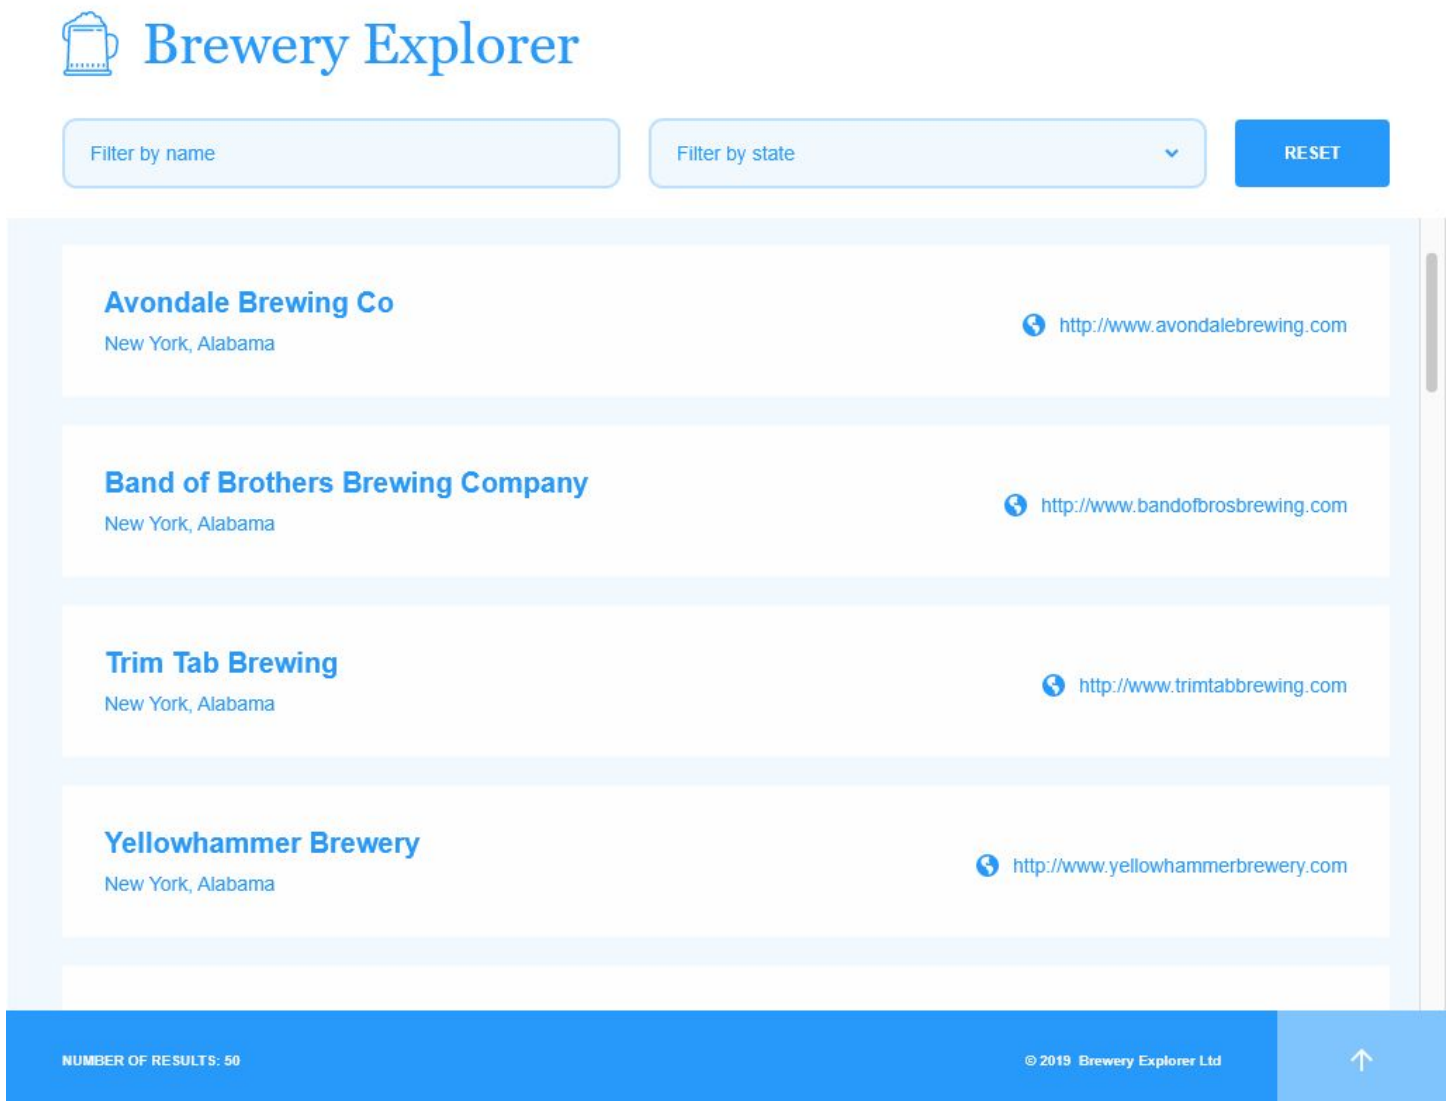 Brewery Explorer
Filter by name
Filter by state
RESET
Avondale Brewing Co
New York, Alabama
http://www.avondalebrewing.com
Band of Brothers Brewing Company
New York, Alabama
http://www.bandofbrosbrewing.com
Trim Tab Brewing
New York, Alabama
http://www.trimtabbrewing.com
Yellowhammer Brewery
New York, Alabama
http://www.yellowhammerbrewery.com
NUMBER OF RESULTS: 50
© 2019 Brewery Explorer Ltd